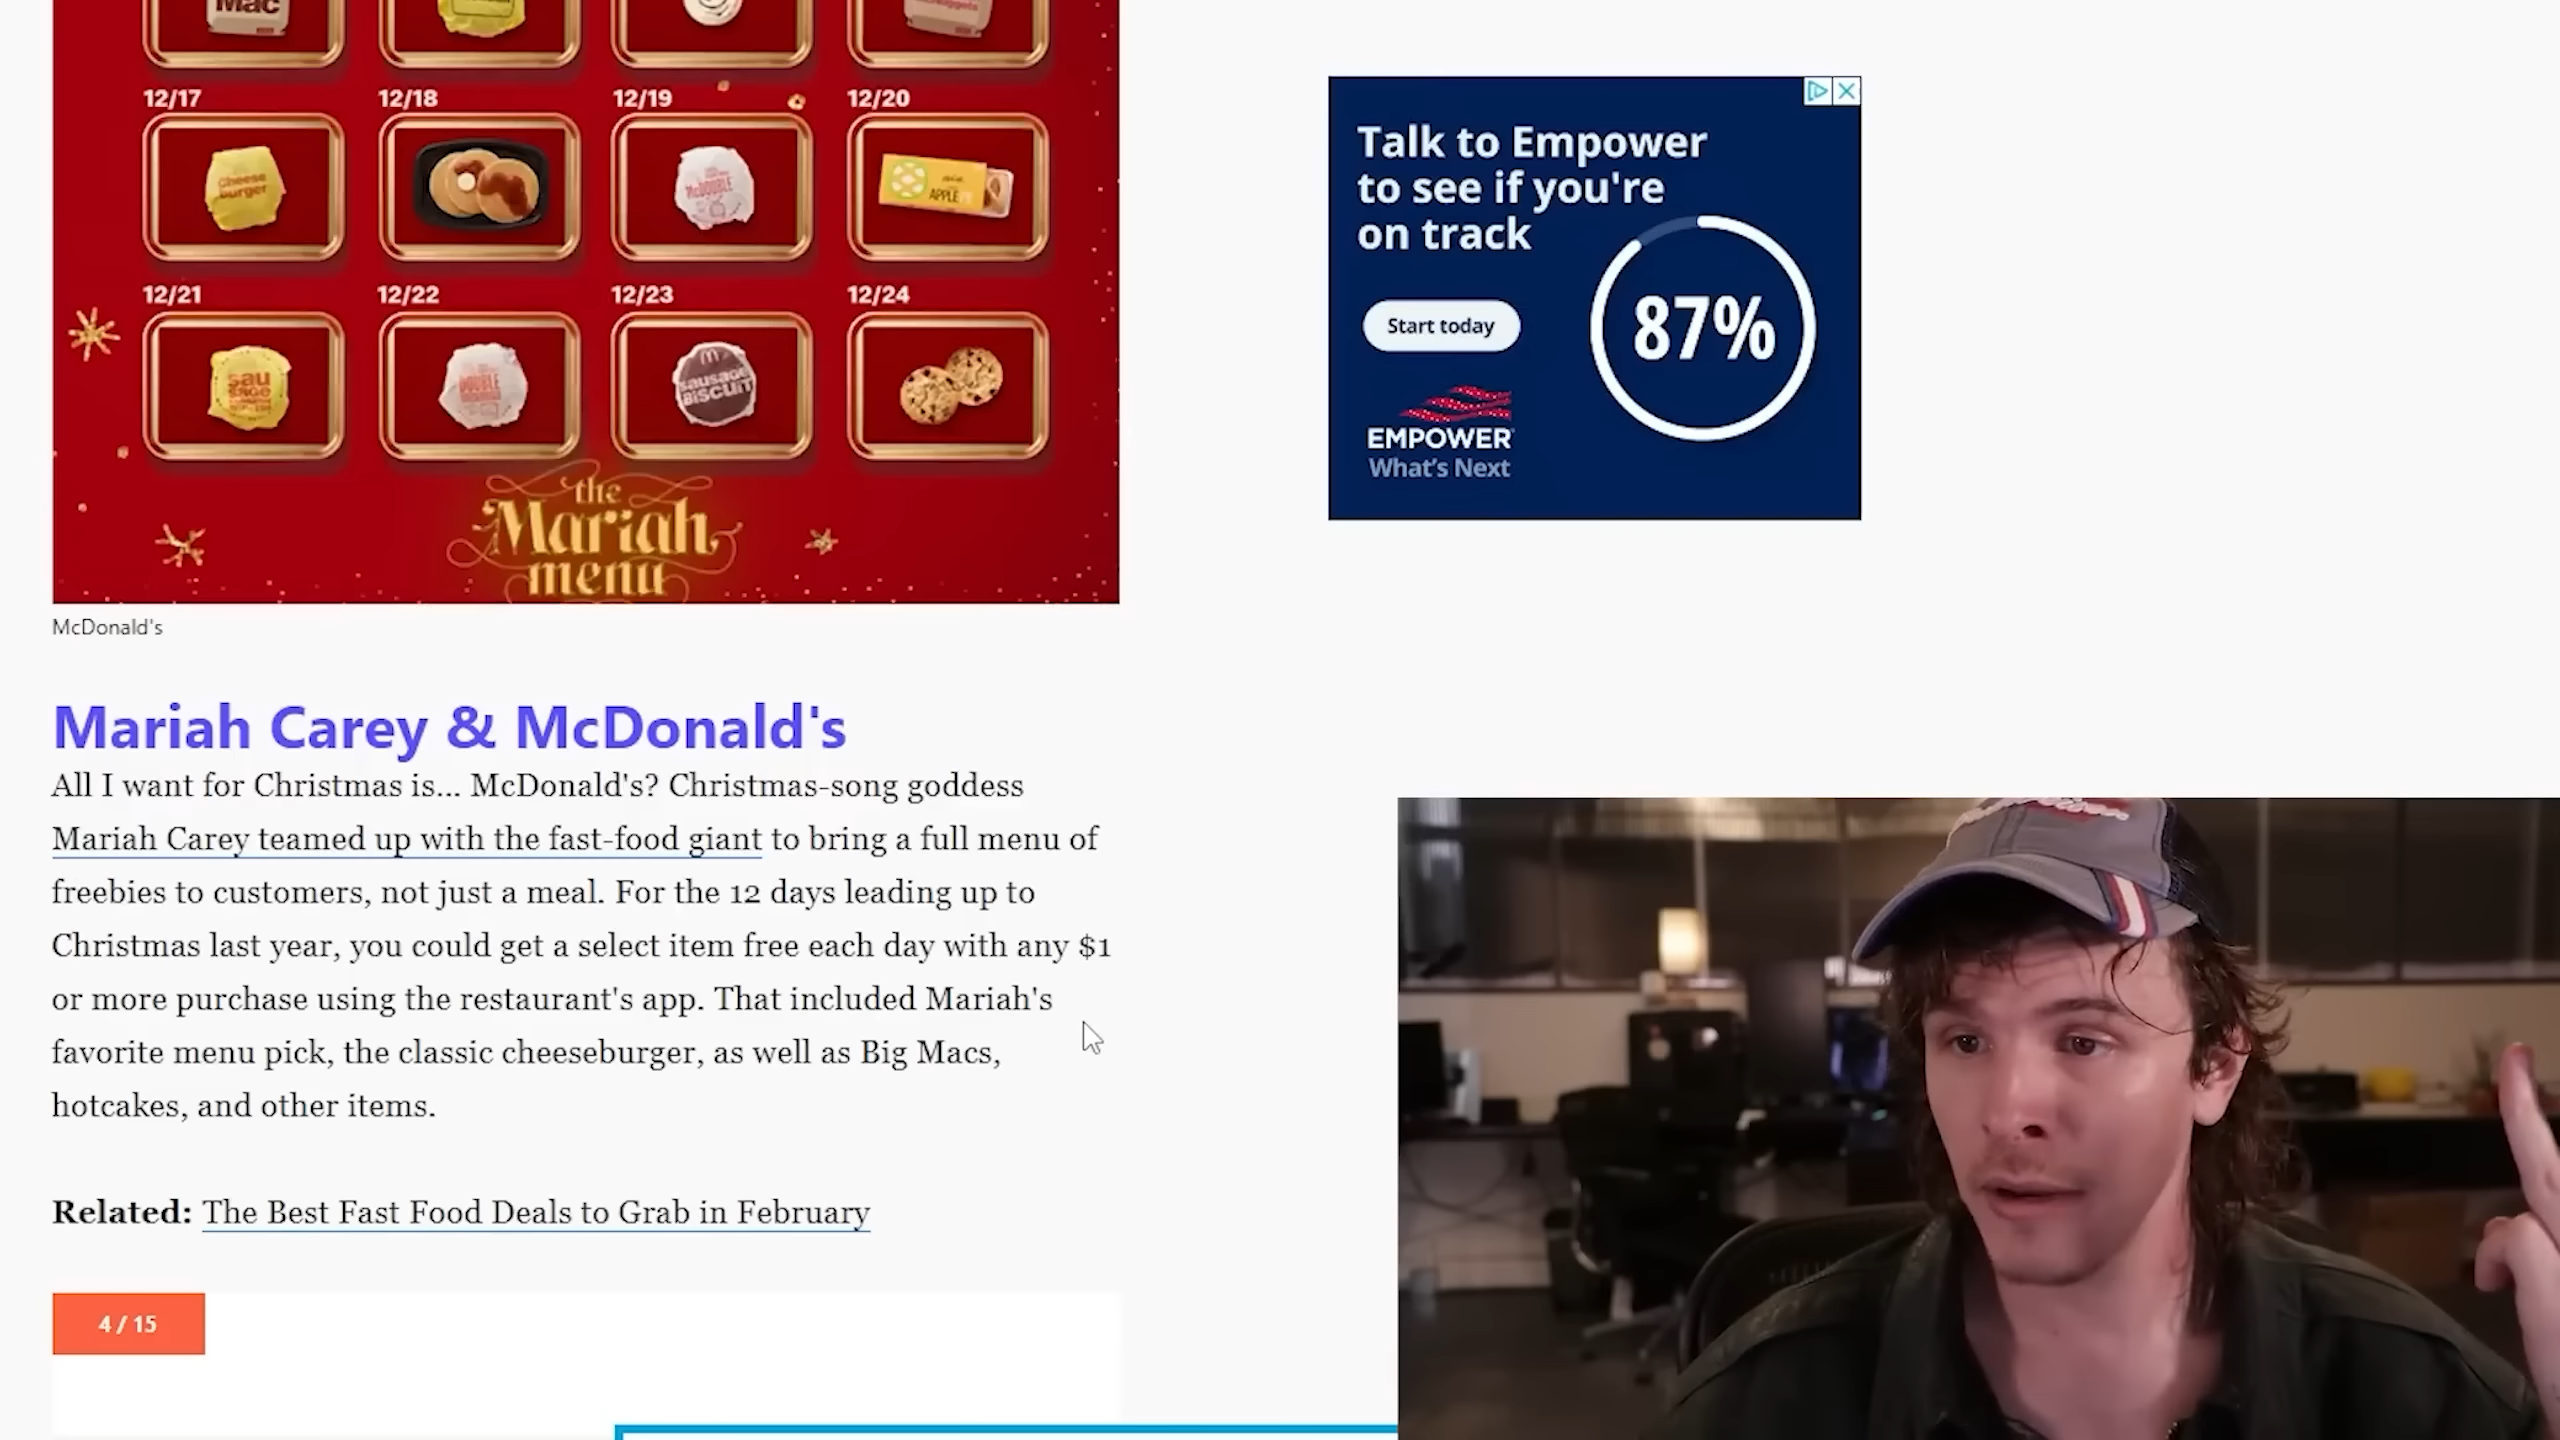 Mac
12/17 12/18 12/19 12/20
Cheese
burger
McDOUBLE
APPLE
12/21 12/22 12/23 12/24
sau
sage
DOUBLE
sausage
BISCUIT
the
Mariah
menu
McDonald's
Talk to Empower
to see if you're
on track
Start today
87%
EMPOWER
What's Next
Mariah Carey & McDonald's
All I want for Christmas is... McDonald's? Christmas-song goddess
Mariah Carey teamed up with the fast-food giant to bring a full menu of
freebies to customers, not just a meal. For the 12 days leading up to
Christmas last year, you could get a select item free each day with any $1
or more purchase using the restaurant's app. That included Mariah's
favorite menu pick, the classic cheeseburger, as well as Big Macs,
hotcakes, and other items.
Related: The Best Fast Food Deals to Grab in February
4 / 15